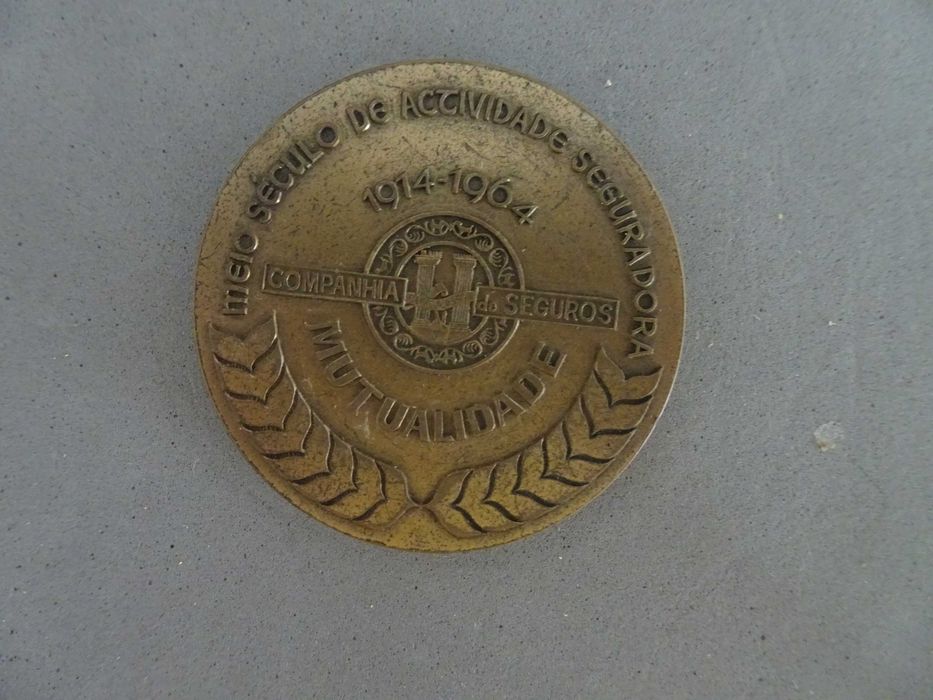 MEIO SÉCULO DE ACTIVIDADE SEGURADORA
1914-1964
COMPANHIA de SEGUROS
MUTUALIDADE